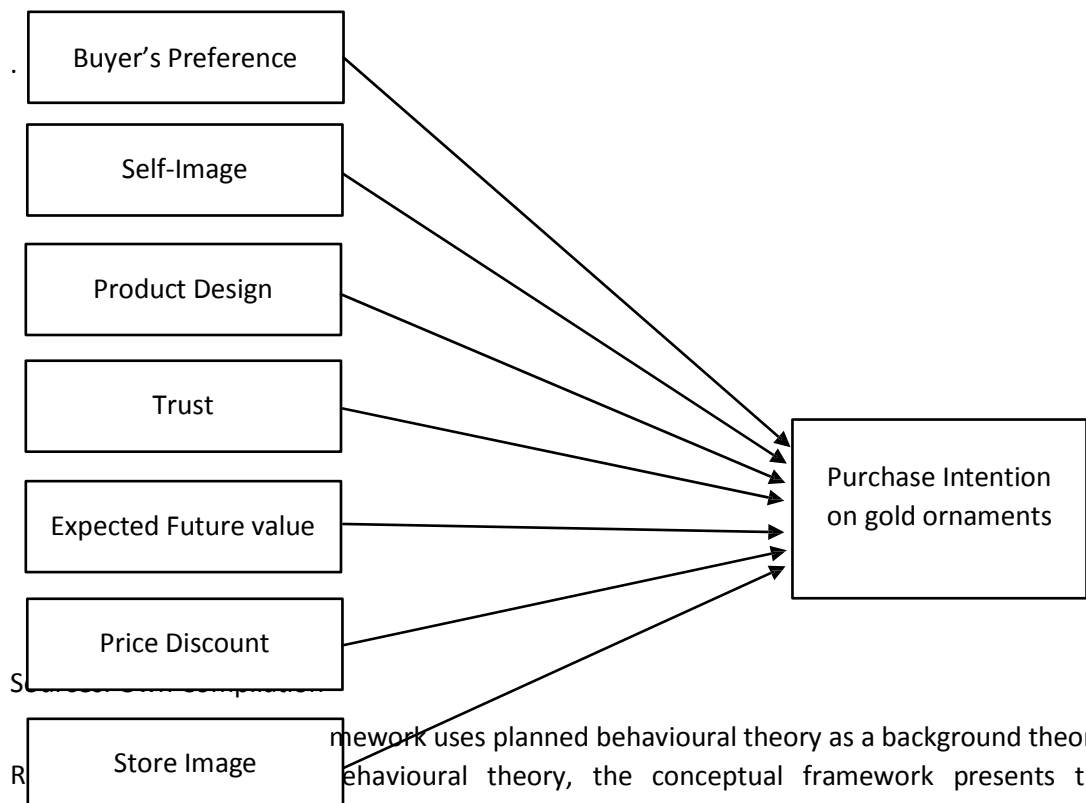 .
Buyer’s Preference
Self-Image
Product Design
Trust
Expected Future value
Price Discount
Store Image
Purchase Intention
on gold ornaments
mework uses planned behavioural theory as a background
ehavioural theory, the conceptual framework presents